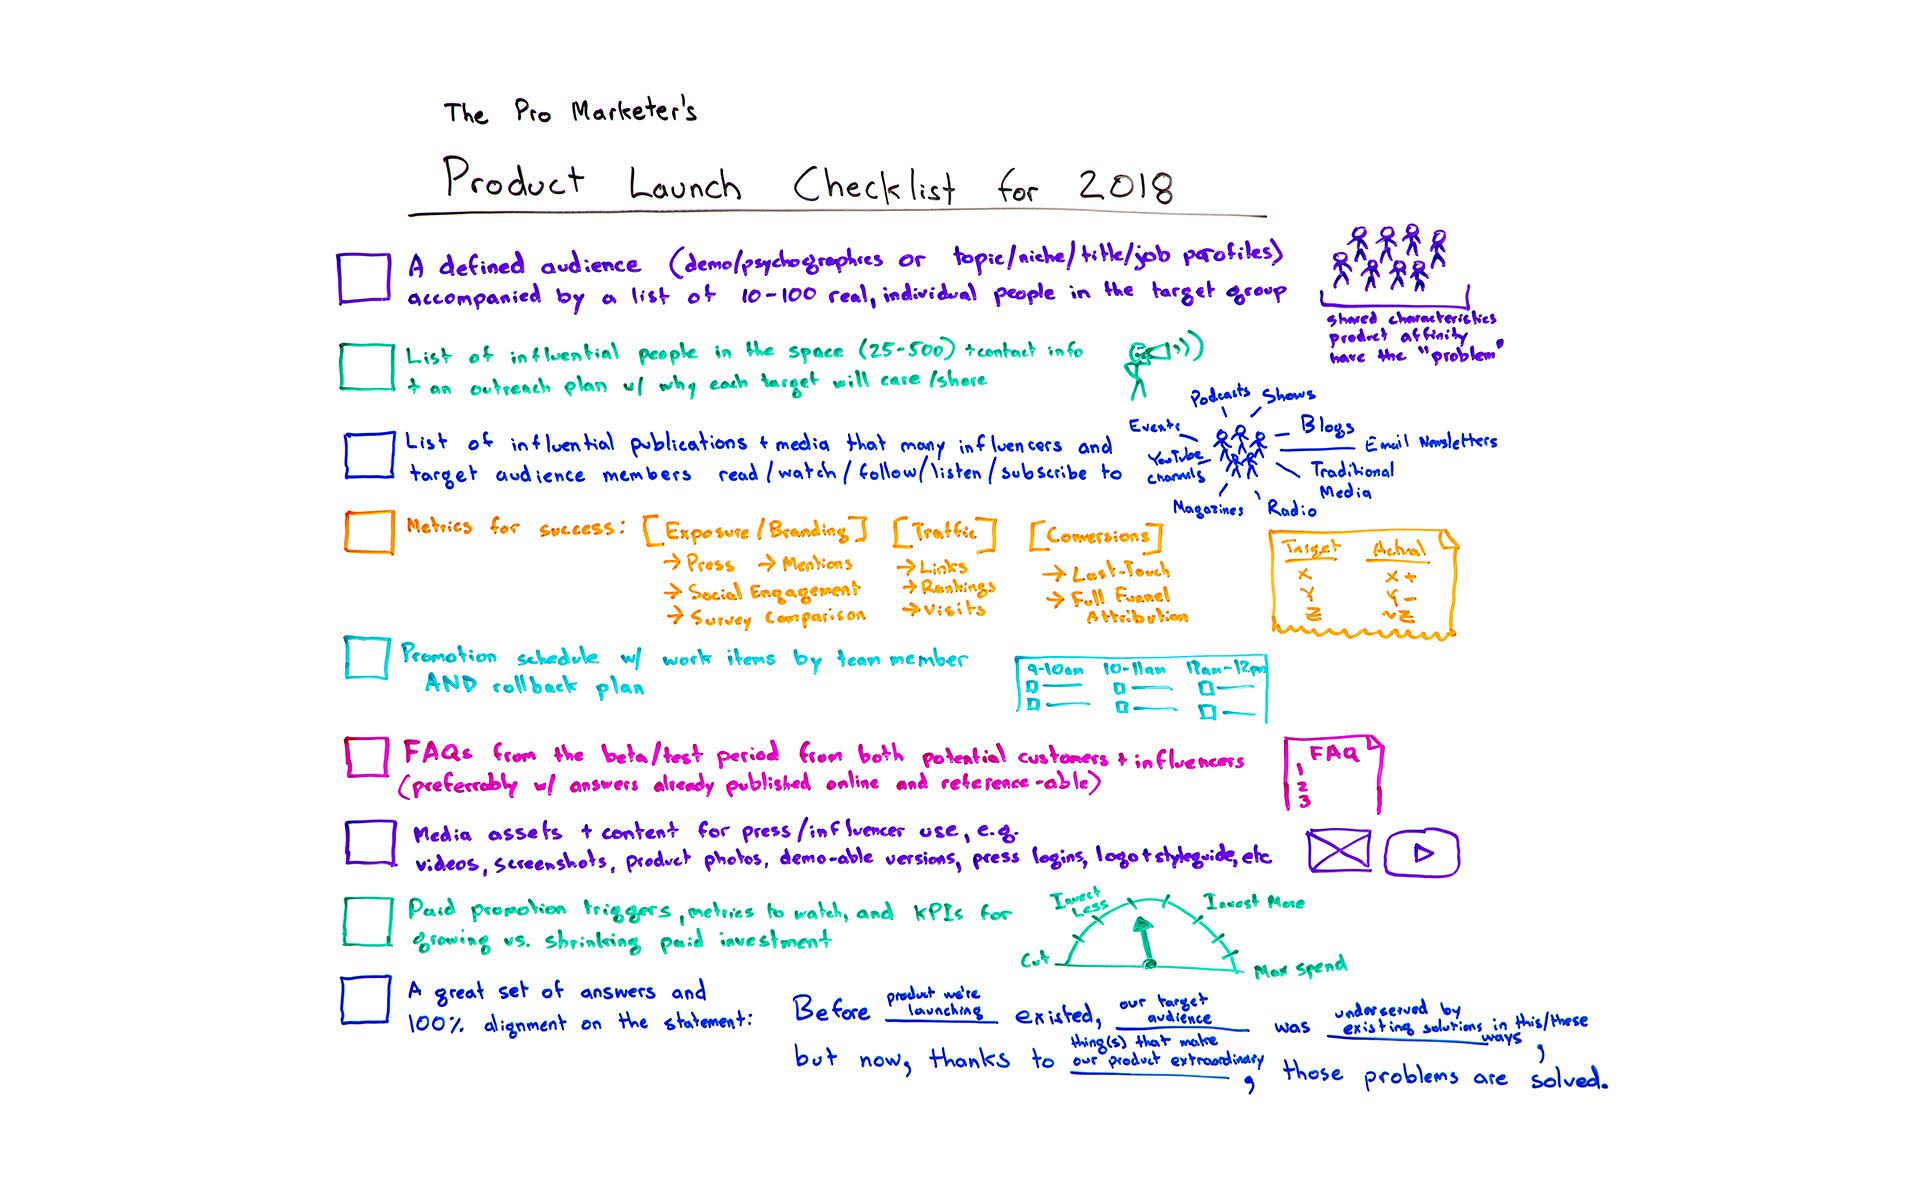 The Pro Marketer's
Product Launch Checklist for 2018
A defined audience (demo/psychographics or topic/niche/title/job profiles)
accompanied by a list of 10-100 real, individual people in the target group
shared characteristics
product affinity
have the "problem"
List of influential people in the space (25-500) + contact info
+ an outreach plan w/ why each target will care/share
List of influential publications + media that many influencers and
target audience members read/watch/follow/listen/subscribe to
Podcasts
Shows
Events
Blogs
Email Newsletters
YouTube
channels
Traditional
Media
Magazines
Radio
Metrics for success:
[Exposure/Branding]
→ Press → Mentions
→ Social Engagement
→ Survey Comparison
[Traffic]
→ Links
→ Rankings
→ Visits
[Conversions]
→ Last-Touch
→ Full Funnel
Attribution
Target Actual
X X+
Y Y-
Z ~Z
Promotion schedule w/ work items by team member
AND rollback plan
9-10am 10-11am 11am-12pm
FAQs from the beta/test period from both potential customers + influencers
(preferrably w/ answers already published online and reference-able)
FAQ
1
2
3
Media assets + content for press/influencer use, e.g.
videos, screenshots, product photos, demo-able versions, press logins, logo + styleguide, etc
Paid promotion triggers, metrics to watch, and KPIs for
growing vs. shrinking paid investment
Cut
Invest
Less
Invest More
Max Spend
A great set of answers and
100% alignment on the statement:
Before product we're launching existed, our target audience was underserved by existing solutions in this/these ways,
but now, thanks to thing(s) that make our product extraordinary, those problems are solved.